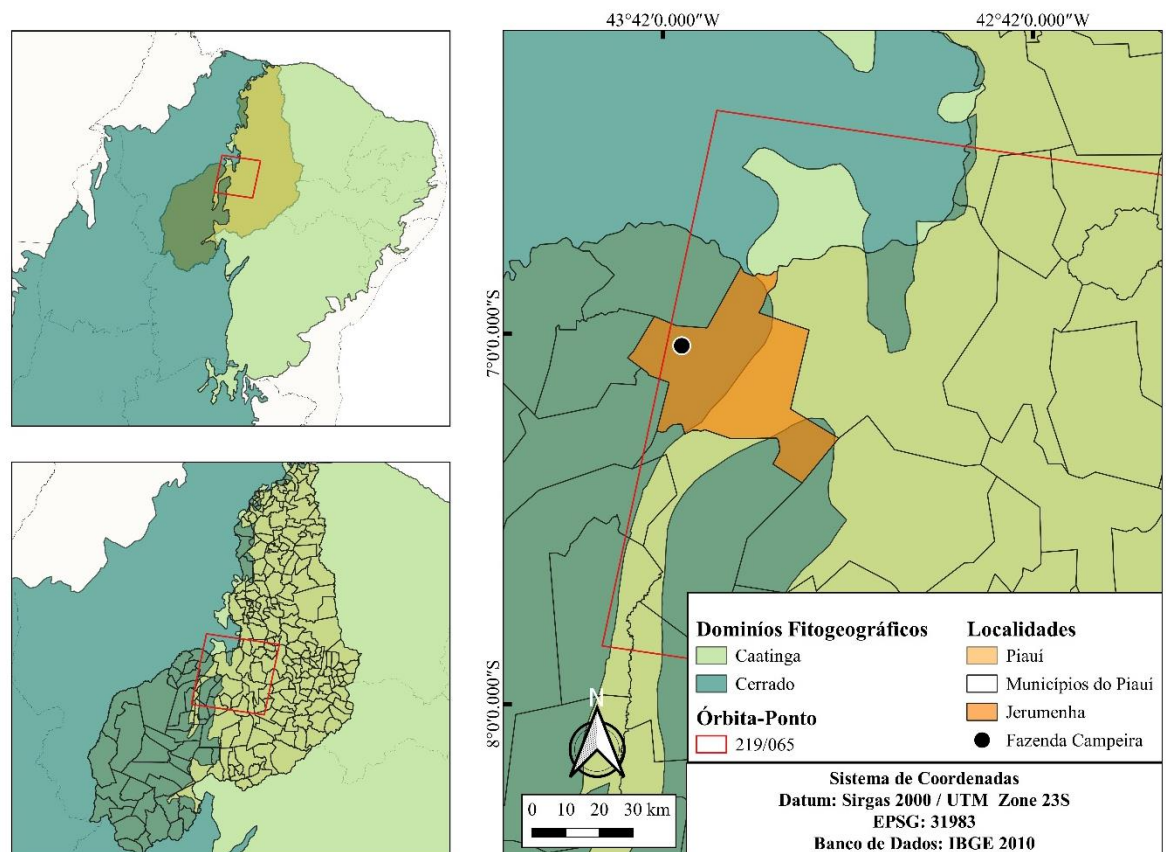 43°42'0.000"W
42°42'0.000"W
7°0'0.000"S
8°0'0.000"S
N
0 10 20 30 km
Domínios Fitogeográficos
Caatinga
Cerrado
Órbita-Ponto
219/065
Localidades
Piauí
Municípios do Piauí
Jerumenha
Fazenda Campeira
Sistema de Coordenadas
Datum: Sirgas 2000 / UTM Zone 23S
EPSG: 31983
Banco de Dados: IBGE 2010